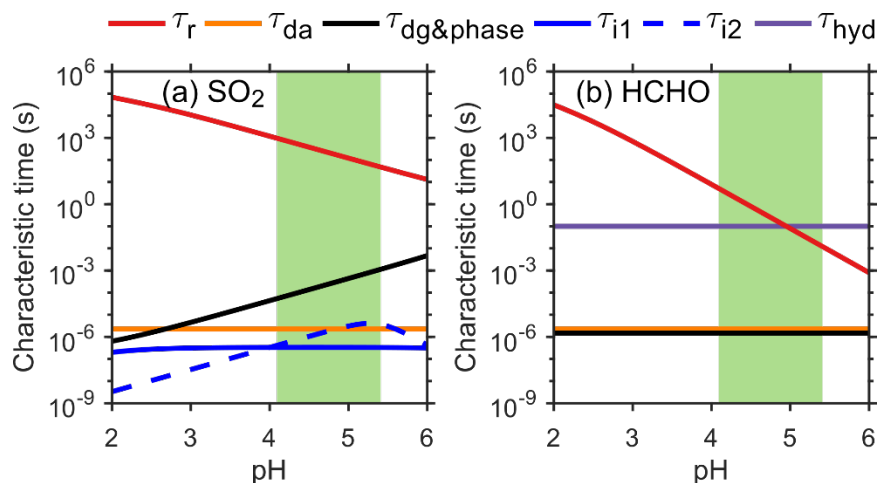 τr τda τdg&phase τi1 τi2 τhyd
(a) SO2 (b) HCHO
Characteristic time (s)
10^6
10^3
10^0
10^-3
10^-6
10^-9
2 3 4 5 6
pH
Characteristic time (s)
10^6
10^3
10^0
10^-3
10^-6
10^-9
2 3 4 5 6
pH